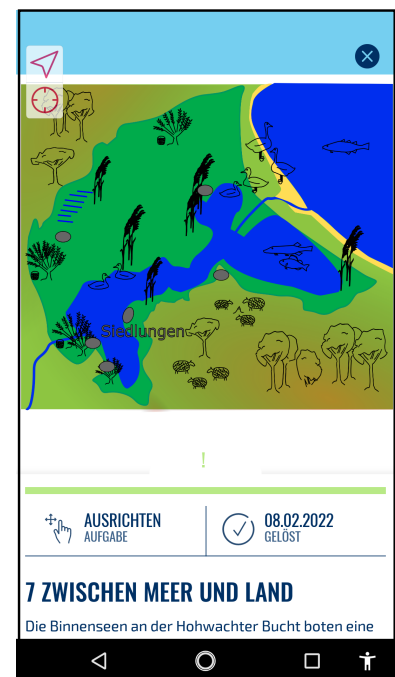 Siedlungen
!
AUSRICHTEN
AUFGABE
08.02.2022
GELÖST
7 ZWISCHEN MEER UND LAND
Die Binnenseen an der Hohwachter Bucht boten eine